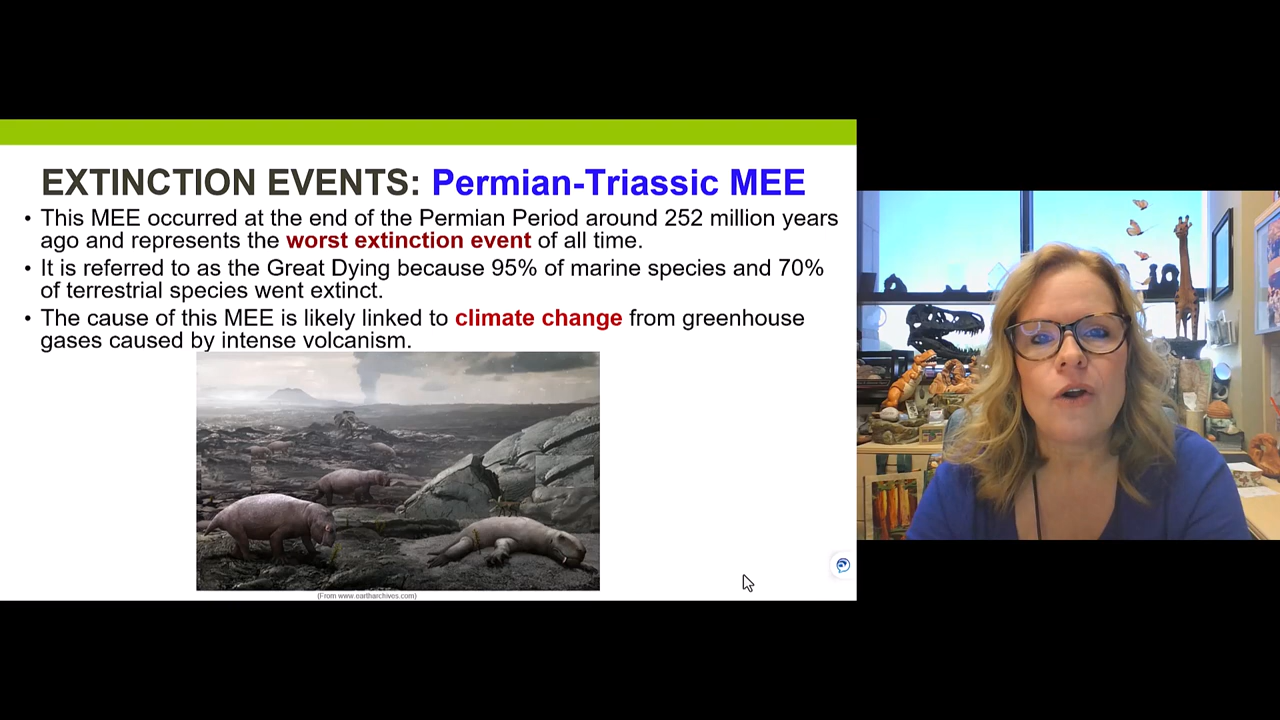 EXTINCTION EVENTS: Permian-Triassic MEE
• This MEE occurred at the end of the Permian Period around 252 million years
ago and represents the worst extinction event of all time.
• It is referred to as the Great Dying because 95% of marine species and 70%
of terrestrial species went extinct.
• The cause of this MEE is likely linked to climate change from greenhouse
gases caused by intense volcanism.
(From www.eartharchives.com)